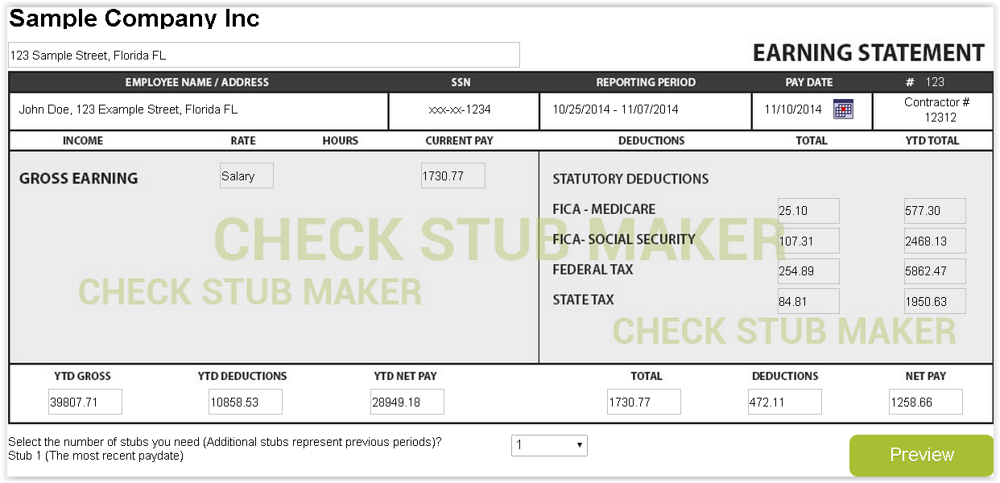 Sample Company Inc
123 Sample Street, Florida FL
EARNING STATEMENT
EMPLOYEE NAME / ADDRESS SSN REPORTING PERIOD PAY DATE # 123
John Doe, 123 Example Street, Florida FL xxx-xx-1234 10/25/2014 - 11/07/2014 11/10/2014 Contractor #
12312
INCOME RATE HOURS CURRENT PAY DEDUCTIONS TOTAL YTD TOTAL
GROSS EARNING Salary 1730.77 STATUTORY DEDUCTIONS
FICA - MEDICARE 25.10 577.30
CHECK STUB MAKER
FICA- SOCIAL SECURITY 107.31 2468.13
FEDERAL TAX 254.89 5862.47
CHECK STUB MAKER
STATE TAX 84.81 1950.63
CHECK STUB MAKER
YTD GROSS YTD DEDUCTIONS YTD NET PAY TOTAL DEDUCTIONS NET PAY
39807.71 10858.53 28949.18 1730.77 472.11 1258.66
Select the number of stubs you need (Additional stubs represent previous periods)? 1
Stub 1 (The most recent paydate)
Preview